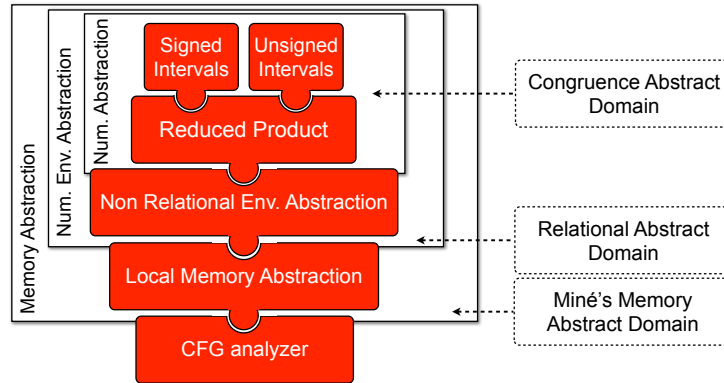 Signed
Intervals
Unsigned
Intervals
Reduced Product
Non Relational Env. Abstraction
Local Memory Abstraction
CFG analyzer
Memory Abstraction
Num. Env. Abstraction
Num. Abstraction
Congruence Abstract
Domain
Relational Abstract
Domain
Miné's Memory
Abstract Domain